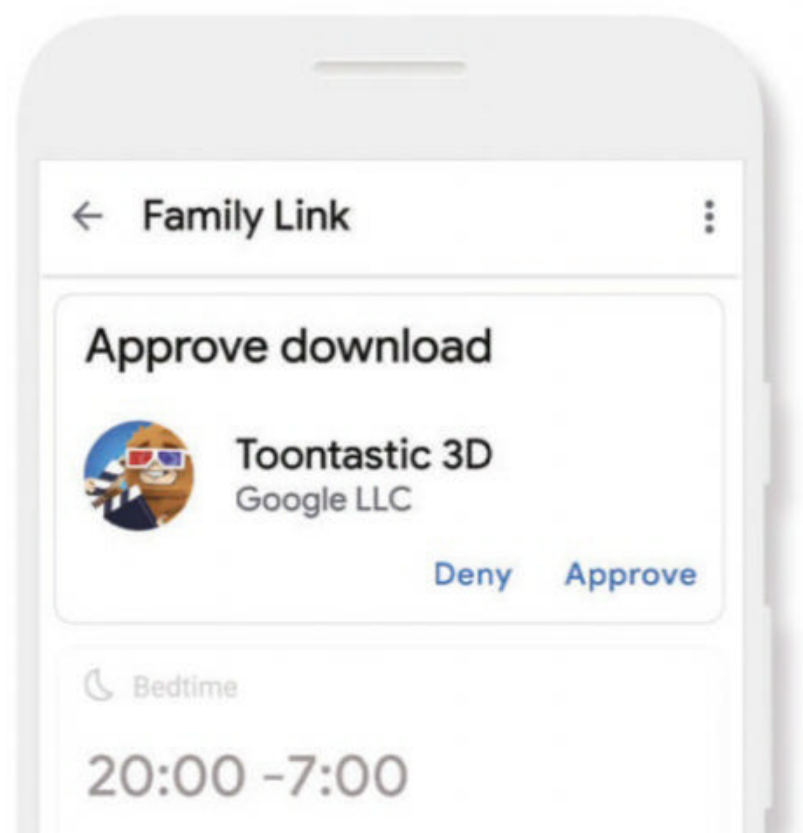 Family Link
Approve download
Toontastic 3D
Google LLC
Deny Approve
Bedtime
20:00 -7:00